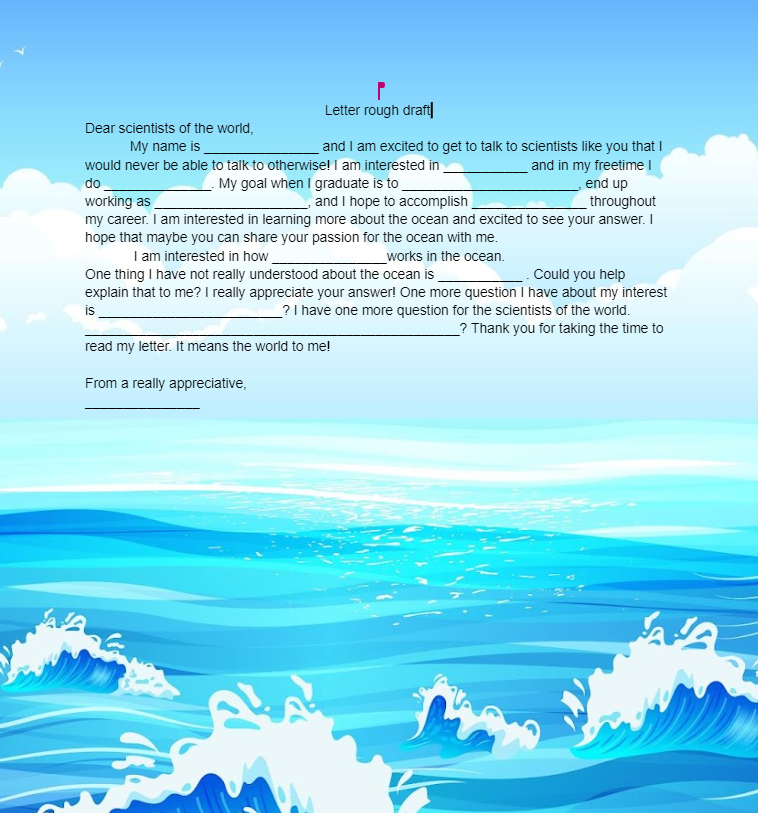 Letter rough draft
Dear scientists of the world,
My name is _______________ and I am excited to get to talk to scientists like you that I
would never be able to talk to otherwise! I am interested in ___________ and in my freetime I
do ______________. My goal when I graduate is to _______________________, end up
working as ____________________, and I hope to accomplish _______________ throughout
my career. I am interested in learning more about the ocean and excited to see your answer. I
hope that maybe you can share your passion for the ocean with me.
I am interested in how _______________works in the ocean.
One thing I have not really understood about the ocean is ___________ . Could you help
explain that to me? I really appreciate your answer! One more question I have about my interest
is ________________________? I have one more question for the scientists of the world.
_________________________________________________? Thank you for taking the time to
read my letter. It means the world to me!
From a really appreciative,
_______________